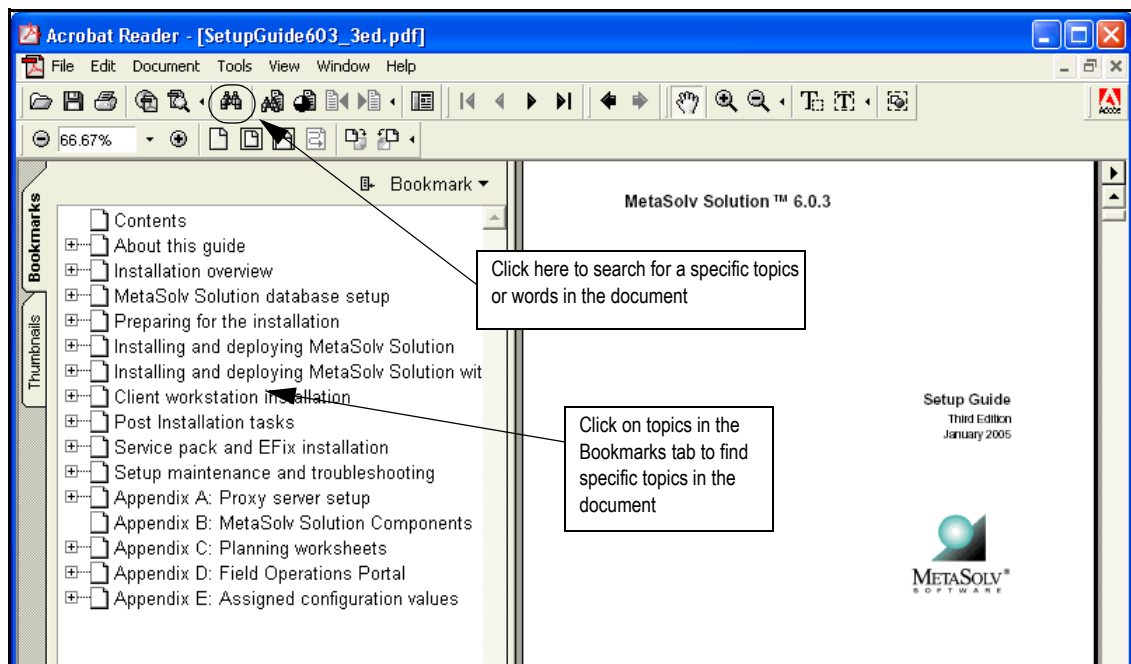 Acrobat Reader - [SetupGuide603_3ed.pdf]
File Edit Document Tools View Window Help
Adobe
66.67%
Bookmarks
Thumbnails
Bookmark
Contents
About this guide
Installation overview
MetaSolv Solution database setup
Preparing for the installation
Installing and deploying MetaSolv Solution
Installing and deploying MetaSolv Solution wit
Client workstation installation
Post Installation tasks
Service pack and EFix installation
Setup maintenance and troubleshooting
Appendix A: Proxy server setup
Appendix B: MetaSolv Solution Components
Appendix C: Planning worksheets
Appendix D: Field Operations Portal
Appendix E: Assigned configuration values
Click here to search for a specific topics
or words in the document
Click on topics in the
Bookmarks tab to find
specific topics in the
document
MetaSolv Solution ™ 6.0.3
Setup Guide
Third Edition
January 2005
METASOLV®
SOFTWARE